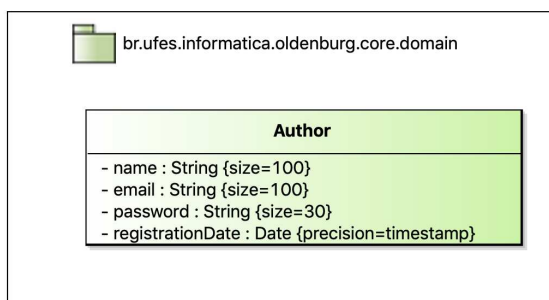 br.ufes.informatica.oldenburg.core.domain
Author
- name : String {size=100}
- email : String {size=100}
- password : String {size=30}
- registrationDate : Date {precision=timestamp}